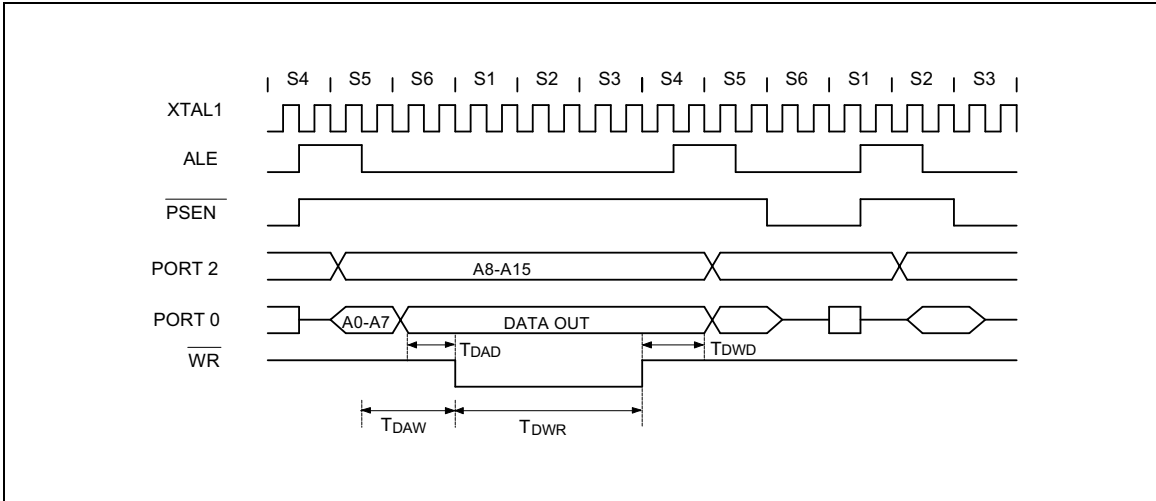 S4 S5 S6 S1 S2 S3 S4 S5 S6 S1 S2 S3
XTAL1
ALE
PSEN
PORT 2 A8-A15
PORT 0 A0-A7 DATA OUT
TDAD TDWD
WR
TDAW TDWR